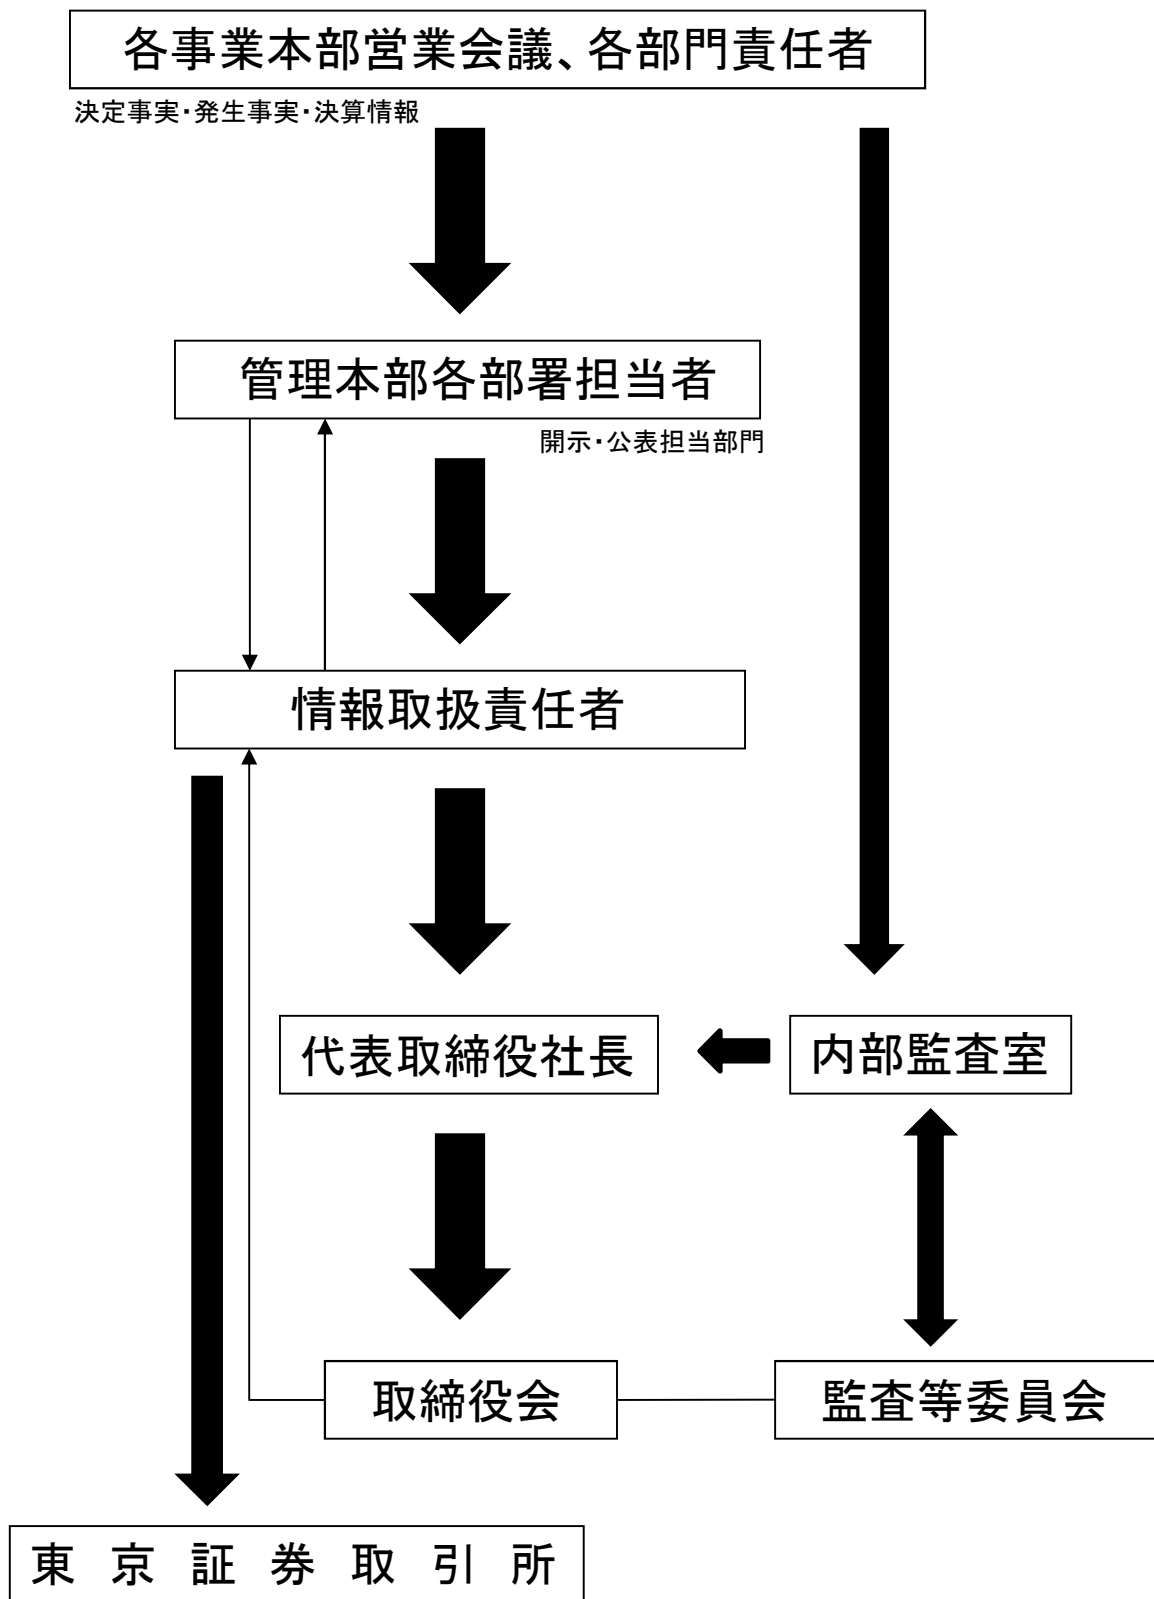 各事業本部営業会議、各部門責任者
決定事実・発生事実・決算情報
管理本部各部署担当者
開示・公表担当部門
情報取扱責任者
代表取締役社長
内部監査室
取締役会
監査等委員会
東京証券取引所